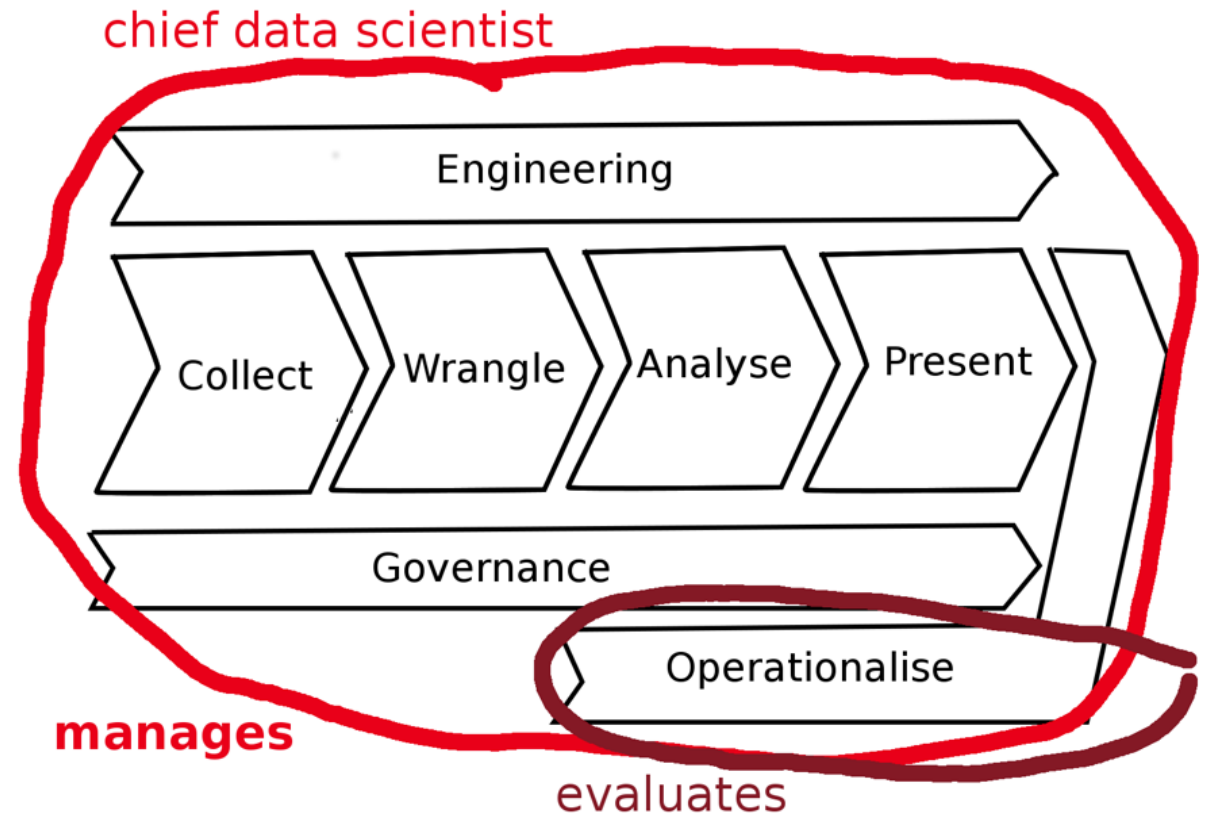 chief data scientist
Engineering
Collect
Wrangle
Analyse
Present
Governance
Operationalise
manages
evaluates